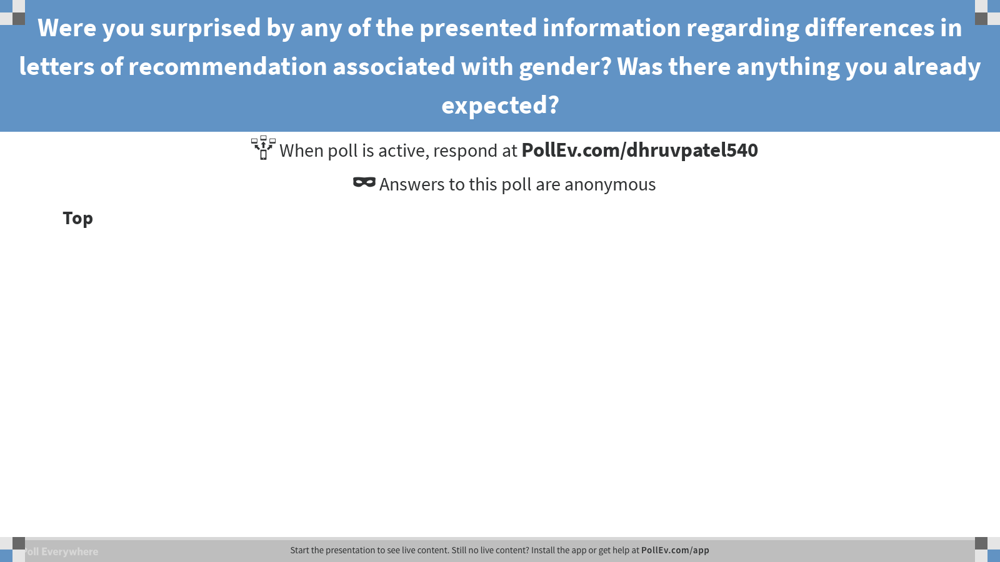 Were you surprised by any of the presented information regarding differences in
letters of recommendation associated with gender? Was there anything you already
expected?
When poll is active, respond at PollEv.com/dhruvpatel540
Answers to this poll are anonymous
Top
Poll Everywhere
Start the presentation to see live content. Still no live content? Install the app or get help at PollEv.com/app